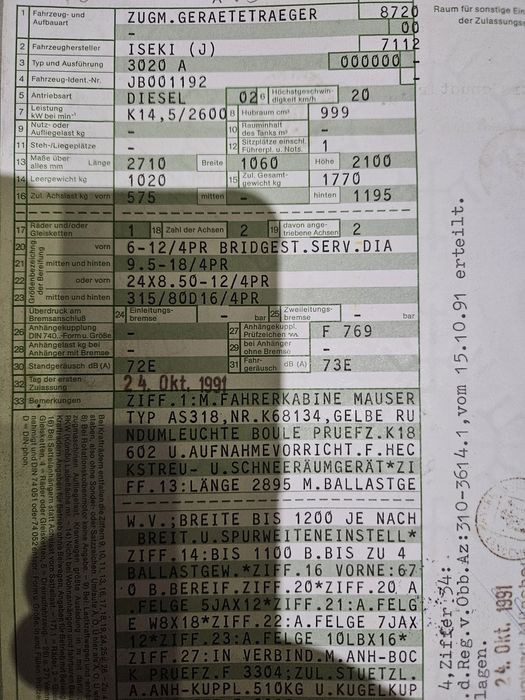 Raum für sonstige Ein
der Zulassungs
1 Fahrzeug- und Aufbauart ZUGM.GERAETETRAEGER 8720
- 00
2 Fahrzeughersteller ISEKI (J) 7112
3 Typ und Ausführung 3020 A 000000 -
4 Fahrzeug-Ident.-Nr. JB001192
5 Antriebsart DIESEL 02 6 Höchstgeschwindigkeit km/h 20
7 Leistung kW bei min⁻¹ K14,5/2600 8 Hubraum cm³ 999
9 Nutz- oder Aufliegelast kg - 10 Rauminhalt des Tanks m³ -
11 Steh-/Liegeplätze - 12 Sitzplätze einschl. Führerpl. u. Nots. 1
13 Maße über alles mm Länge 2710 Breite 1060 Höhe 2100
14 Leergewicht kg 1020 15 Zul. Gesamtgewicht kg 1770
16 Zul. Achslast kg vorn 575 mitten - hinten 1195
17 Räder und/oder Gleisketten 1 18 Zahl der Achsen 2 19 davon angetriebene Achsen 2
20 Größenbezeichnung der Bereifung vorn 6-12/4PR BRIDGEST.SERV.DIA
21 mitten und hinten 9.5-18/4PR
22 oder vorn 24X8.50-12/4PR
23 mitten und hinten 315/80D16/4PR
Überdruck am Bremsanschluß 24 Einleitungsbremse - bar 25 Zweileitungsbremse - bar
26 Anhängekupplung DIN 740.-Form u. Größe - 27 Anhängekuppl. Prüfzeichen F 769
28 Anhängelast kg bei Anhänger mit Bremse - 29 bei Anhänger ohne Bremse -
30 Standgeräusch dB (A) 72E 31 Fahrgeräusch dB (A) 73E
32 Tag der ersten Zulassung 24. Okt. 1991
33 Bemerkungen ZIFF.1:M.FAHRERKABINE MAUSER
TYP AS318,NR.K68134,GELBE RU
NDUMLEUCHTE BOULE PRUEFZ.K18
602 U.AUFNAHMEVORRICHT.F.HEC
KSTREU- U.SCHNEERÄUMGERÄT*ZI
FF.13:LÄNGE 2895 M.BALLASTGE
W.V.;BREITE BIS 1200 JE NACH
BREIT.U.SPURWEITENEINSTELL*
ZIFF.14:BIS 1100 B.BIS ZU 4
BALLASTGEW.*ZIFF.16 VORNE:67
0 B.BEREIF.ZIFF.20*ZIFF.20 A
.FELGE 5JAX12*ZIFF.21:A.FELG
E W8X18*ZIFF.22:A.FELGE 7JAX
12*ZIFF.23:A.FELGE 10LBX16*
ZIFF.27:IN VERBIND.M.ANH-BOC
K PRUEFZ.F 3304;ZUL.STUETZL.
A.ANH-KUPPL.510KG U.KUGELKUP
4, Ziffer 34:
d.Reg.v.Obb.Az:310-3614.1,vom 15.10.91 erteilt.
agen.
24. Okt. 1991